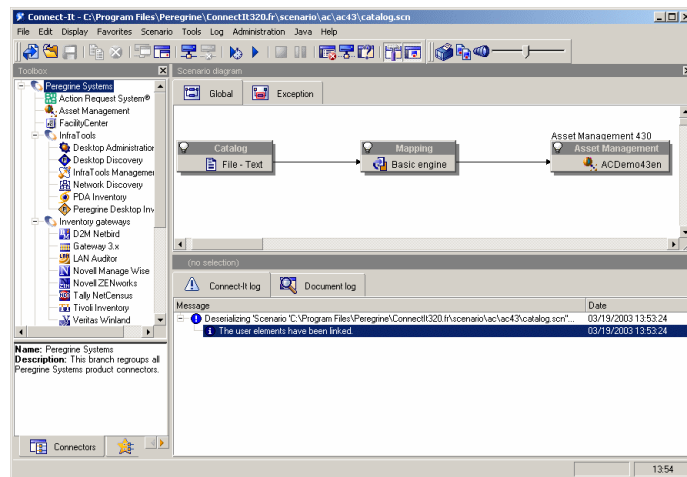 Connect-It - C:\Program Files\Peregrine\ConnectIt320.fr\scenario\ac\ac43\catalog.scn
File Edit Display Favorites Scenario Tools Log Administration Java Help
Toolbox
Peregrine Systems
Action Request System®
Asset Management
FacilityCenter
InfraTools
Desktop Administration
Desktop Discovery
InfraTools Managemen
Network Discovery
PDA Inventory
Peregrine Desktop Inv
Inventory gateways
D2M Netbird
Gateway 3.x
LAN Auditor
Novell Manage Wise
Novell ZENworks
Tally NetCensus
Tivoli Inventory
Veritas Winland
Name: Peregrine Systems
Description: This branch regroups all
Peregrine Systems product connectors.
Connectors
Scenario diagram
Global Exception
Asset Management 430
Catalog Mapping Asset Management
File - Text Basic engine ACDemo43en
(no selection)
Connect-It log Document log
Message Date
Deserializing 'Scenario 'C:\Program Files\Peregrine\ConnectIt320.fr\scenario\ac\ac43\catalog.scn''... 03/19/2003 13:53:24
The user elements have been linked. 03/19/2003 13:53:24
13:54